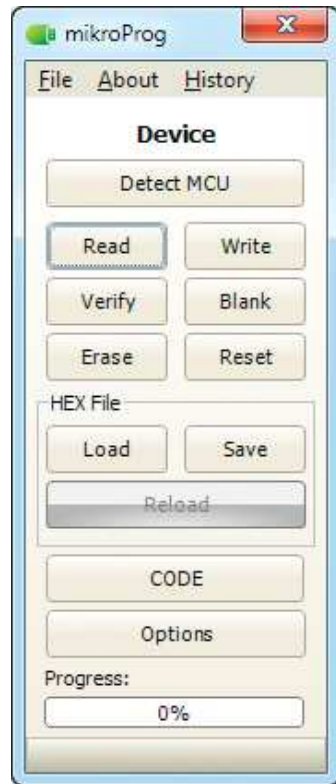 mikroProg
File About History
Device
Detect MCU
Read Write
Verify Blank
Erase Reset
HEX File
Load Save
Reload
CODE
Options
Progress:
0%